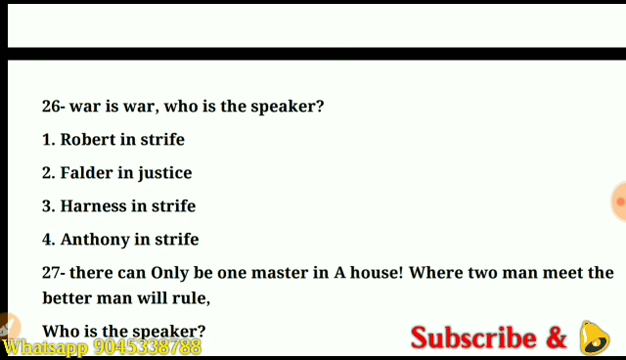 26- war is war, who is the speaker?
1. Robert in strife
2. Falder in justice
3. Harness in strife
4. Anthony in strife
27- there can Only be one master in A house! Where two man meet the
better man will rule,
Who is the speaker?
Whatsapp 9045338788
Subscribe &